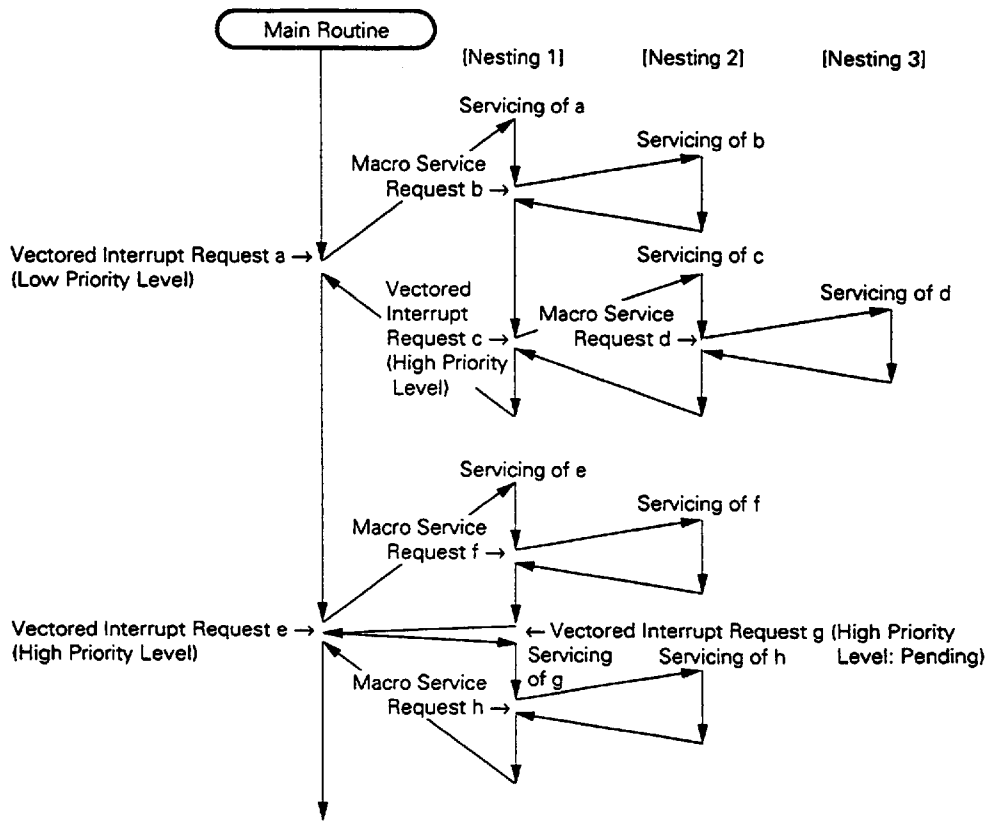 Main Routine
[Nesting 1]
[Nesting 2]
[Nesting 3]
Servicing of a
Servicing of b
Macro Service
Request b →
Vectored Interrupt Request a →
(Low Priority Level)
Servicing of c
Vectored
Interrupt
Request c →
(High Priority
Level)
Macro Service
Request d →
Servicing of d
Servicing of e
Servicing of f
Macro Service
Request f →
Vectored Interrupt Request e →
(High Priority Level)
← Vectored Interrupt Request g (High Priority
Level: Pending)
Servicing
of g
Servicing of h
Macro Service
Request h →